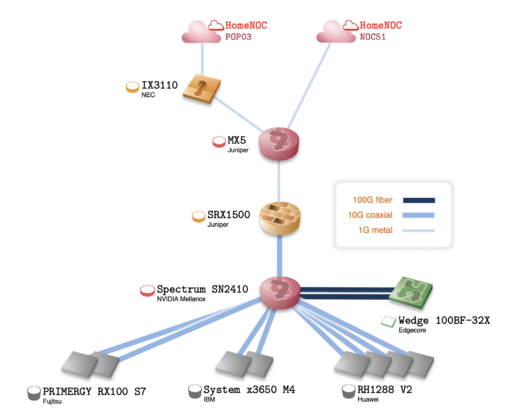 HomeNOC
POP03
HomeNOC
NOC51
IX3110
NEC
MX5
Juniper
SRX1500
Juniper
100G fiber
10G coaxial
1G metal
Spectrum SN2410
NVIDIA Mellanox
Wedge 100BF-32X
Edgecore
PRIMERGY RX100 S7
Fujitsu
System x3650 M4
IBM
RH1288 V2
Huawei